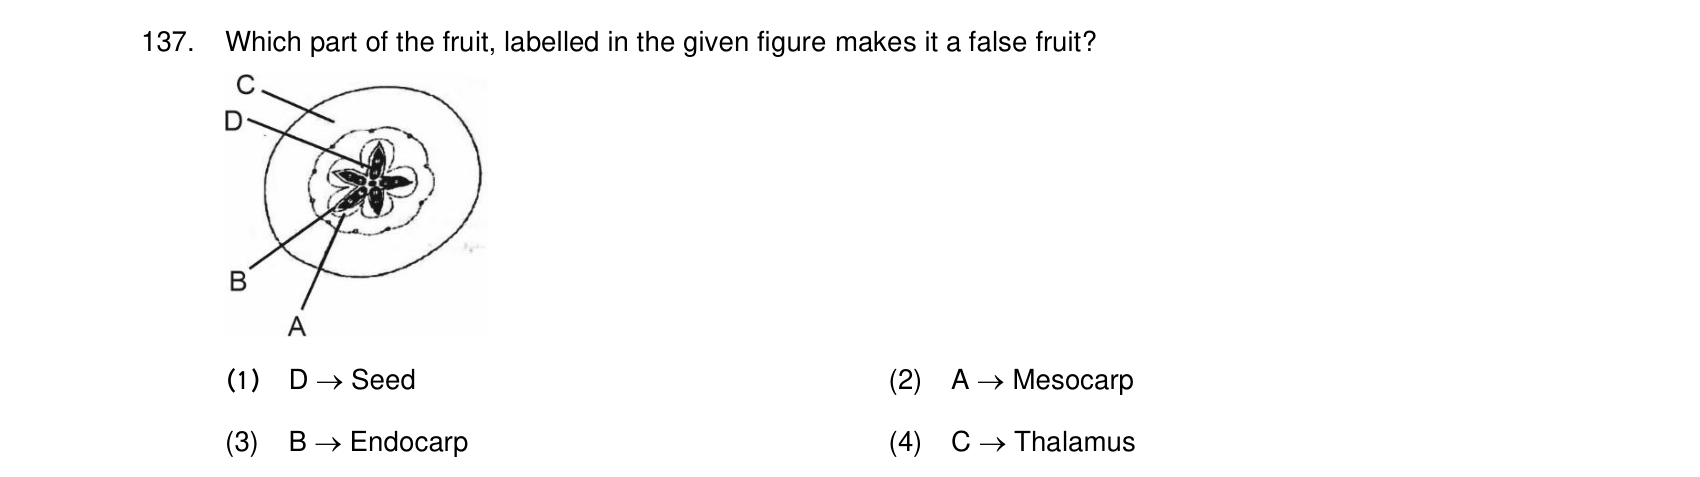 137. Which part of the fruit, labelled in the given figure makes it a false fruit?
C
D
B
A
(1) D → Seed
(2) A → Mesocarp
(3) B → Endocarp
(4) C → Thalamus